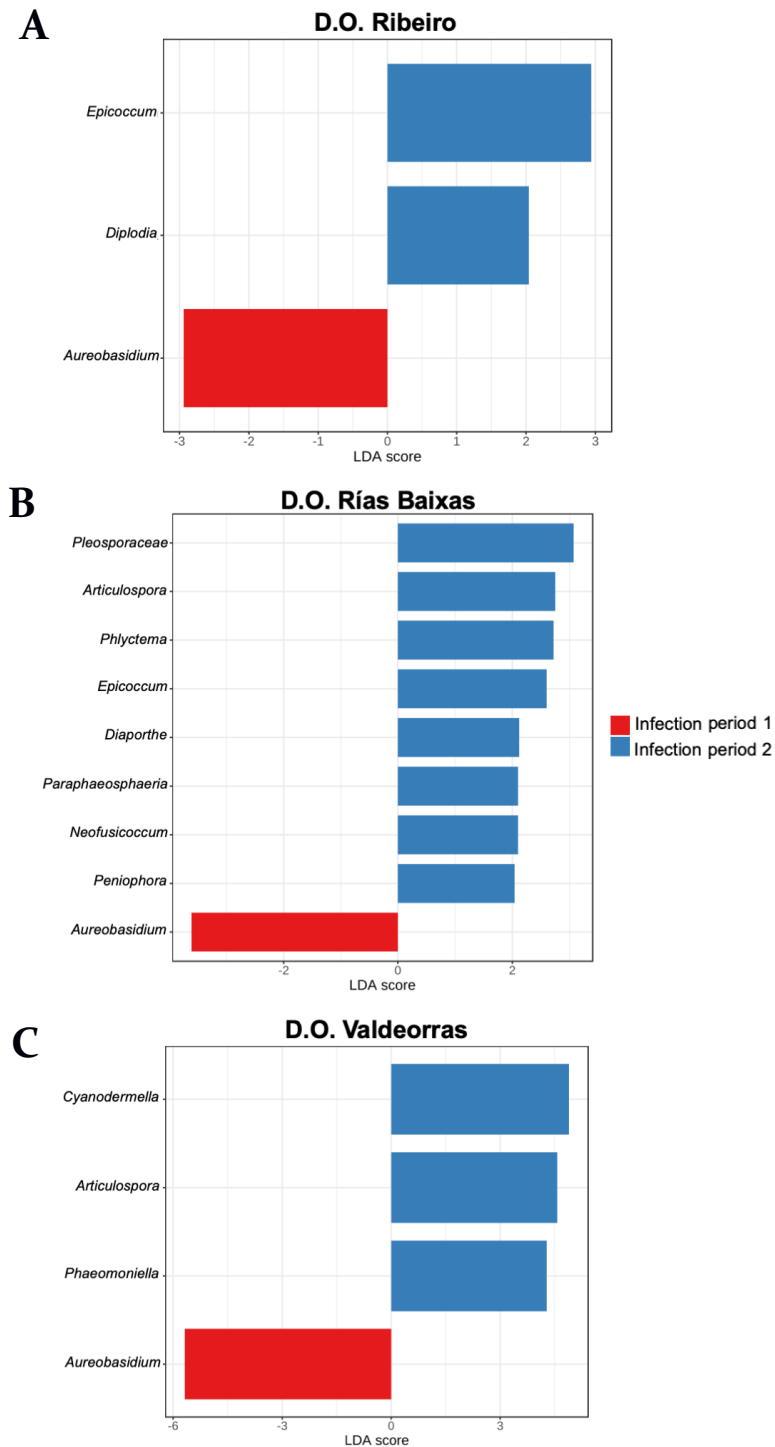 A
D.O. Ribeiro
Epicoccum
Diplodia
Aureobasidium
-3 -2 -1 0 1 2 3
LDA score
B
D.O. Rías Baixas
Pleosporaceae
Articulospora
Phlyctema
Epicoccum
Diaporthe
Paraphaeosphaeria
Neofusicoccum
Peniophora
Aureobasidium
-2 0 2
LDA score
Infection period 1
Infection period 2
C
D.O. Valdeorras
Cyanodermella
Articulospora
Phaeomoniella
Aureobasidium
-6 -3 0 3
LDA score